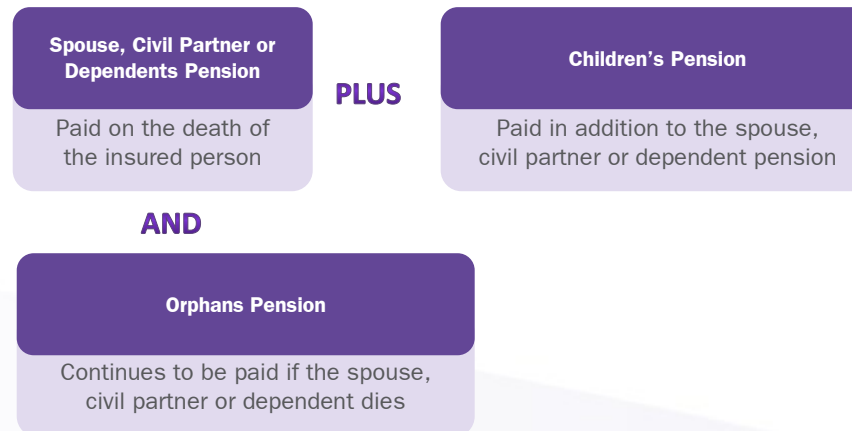 Spouse, Civil Partner or
Dependents Pension
Paid on the death of
the insured person
PLUS
Children’s Pension
Paid in addition to the spouse,
civil partner or dependent pension
AND
Orphans Pension
Continues to be paid if the spouse,
civil partner or dependent dies